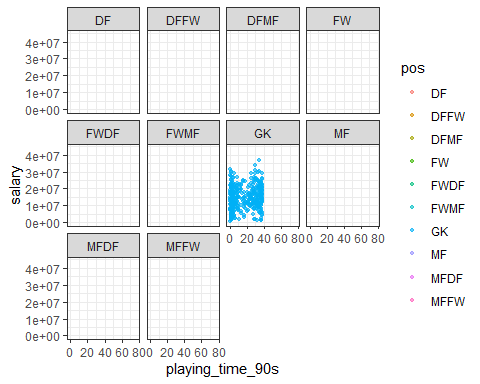 DF DFFW DFMF FW
4e+07
3e+07
2e+07
1e+07
0e+00
FWDF FWMF GK MF
4e+07
3e+07
2e+07
1e+07
0e+00
0 20 40 60 80 0 20 40 60 80
MFDF MFFW
4e+07
3e+07
2e+07
1e+07
0e+00
0 20 40 60 80 0 20 40 60 80
salary
playing_time_90s
pos
DF
DFFW
DFMF
FW
FWDF
FWMF
GK
MF
MFDF
MFFW